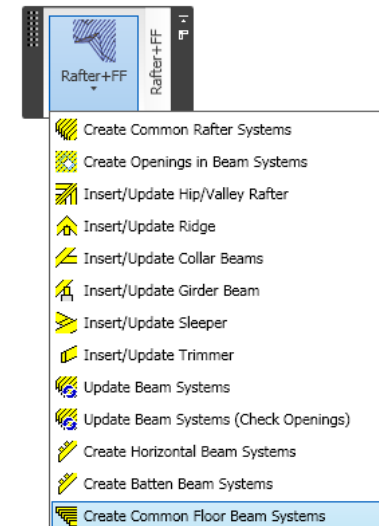 Rafter+FF
Rafter+FF
Create Common Rafter Systems
Create Openings in Beam Systems
Insert/Update Hip/Valley Rafter
Insert/Update Ridge
Insert/Update Collar Beams
Insert/Update Girder Beam
Insert/Update Sleeper
Insert/Update Trimmer
Update Beam Systems
Update Beam Systems (Check Openings)
Create Horizontal Beam Systems
Create Batten Beam Systems
Create Common Floor Beam Systems